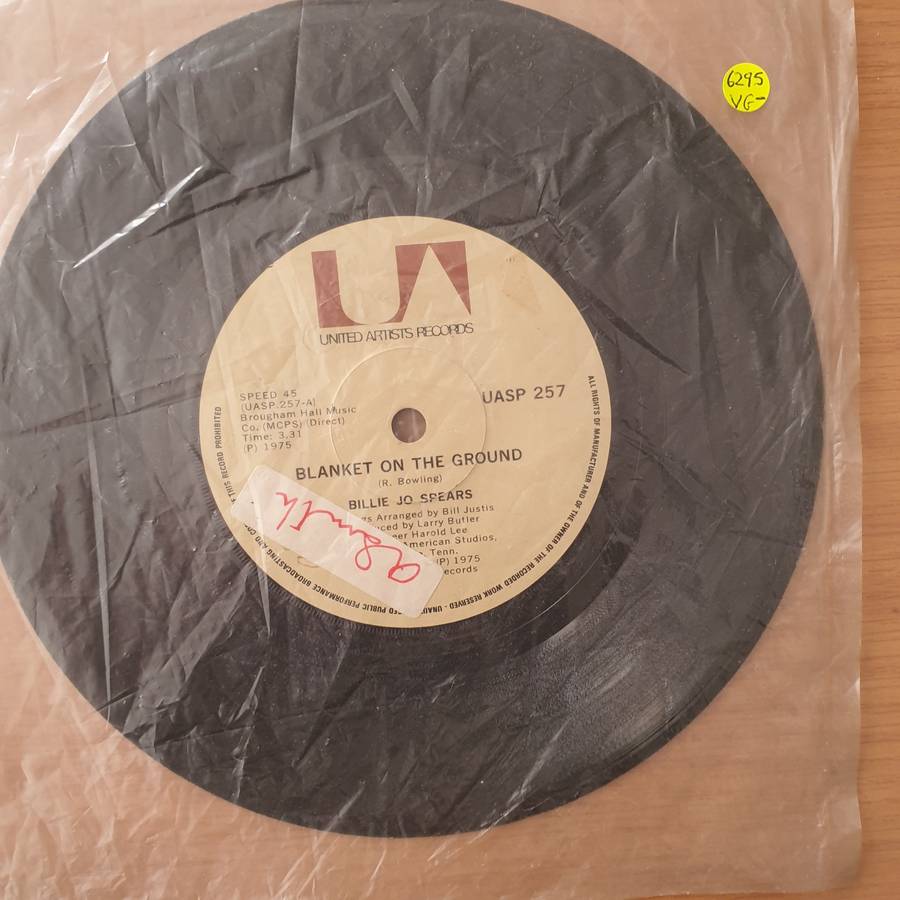 6295
VG-
UA
UNITED ARTISTS RECORDS
SPEED 45
(UASP.257-A)
Brougham Hall Music
Co. (MCPS) (Direct)
Time: 3.31
(P) 1975
UASP 257
BLANKET ON THE GROUND
(R. Bowling)
BILLIE JO SPEARS
Arranged by Bill Justis
by Larry Butler
Harold Lee
American Studios,
Tenn.
(P) 1975
ALL RIGHTS OF MANUFACTURER AND OF THE OWNER OF THE RECORDED WORK RESERVED - PUBLIC PERFORMANCE BROADCASTING AND THIS RECORD PROHIBITED